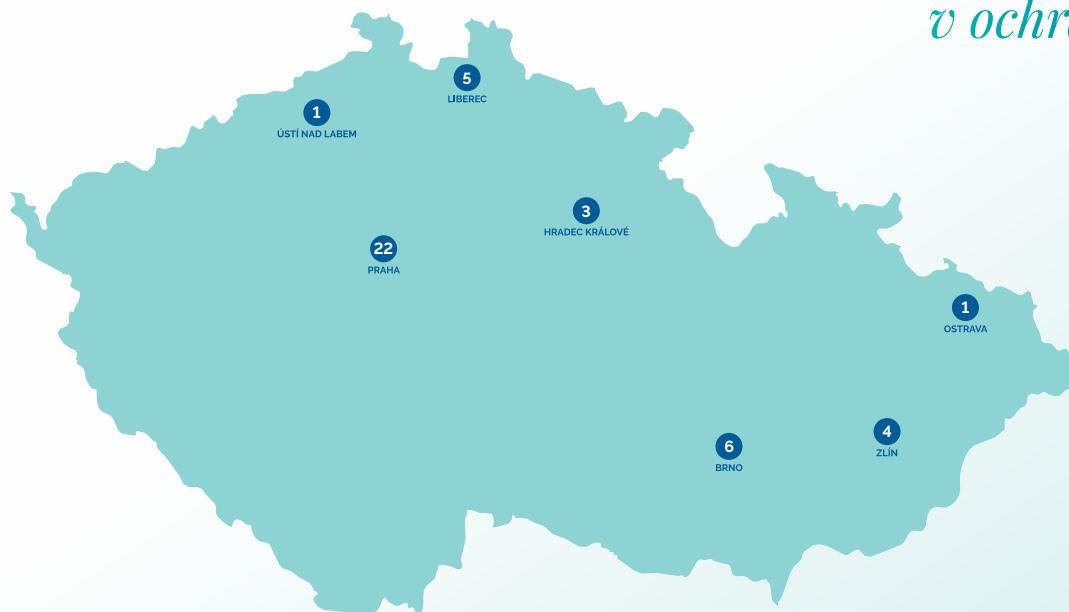 v ochr
5
LIBEREC
1
ÚSTÍ NAD LABEM
3
HRADEC KRÁLOVÉ
22
PRAHA
1
OSTRAVA
4
ZLÍN
6
BRNO